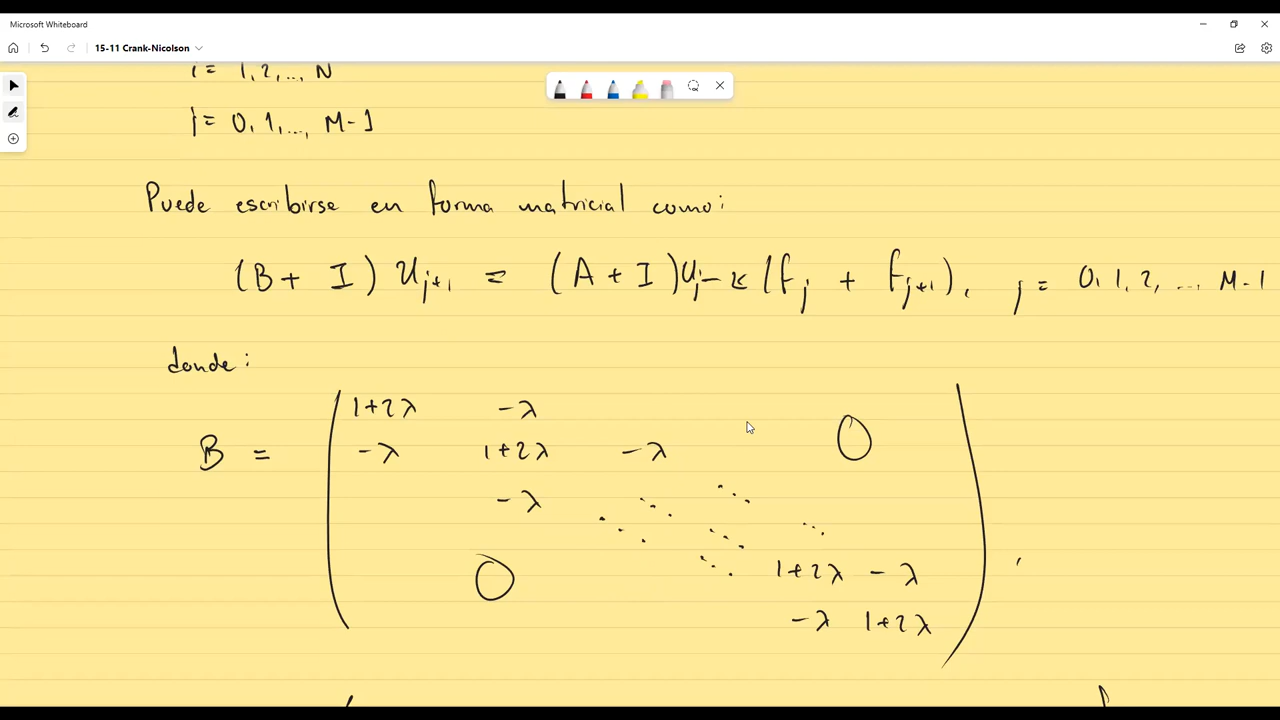 Microsoft Whiteboard
15-11 Crank-Nicolson
i = 1,2,..., N
j = 0,1,..., M-1
Puede escribirse en forma matricial como:
(B + I) U_{j+1} = (A + I)U_j - k (F_j + F_{j+1}), j = 0,1,2,... M-1
donde:
1+2λ -λ
B = -λ 1+2λ -λ 0
-λ ⋱ ⋱
0 1+2λ -λ ,
-λ 1+2λ